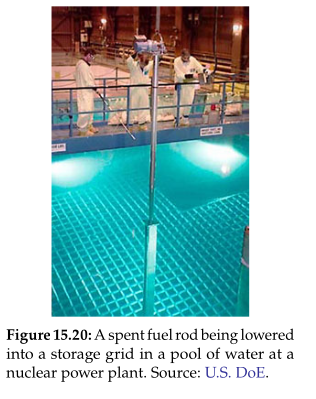 Figure 15.20: A spent fuel rod being lowered
into a storage grid in a pool of water at a
nuclear power plant. Source: U.S. DoE.